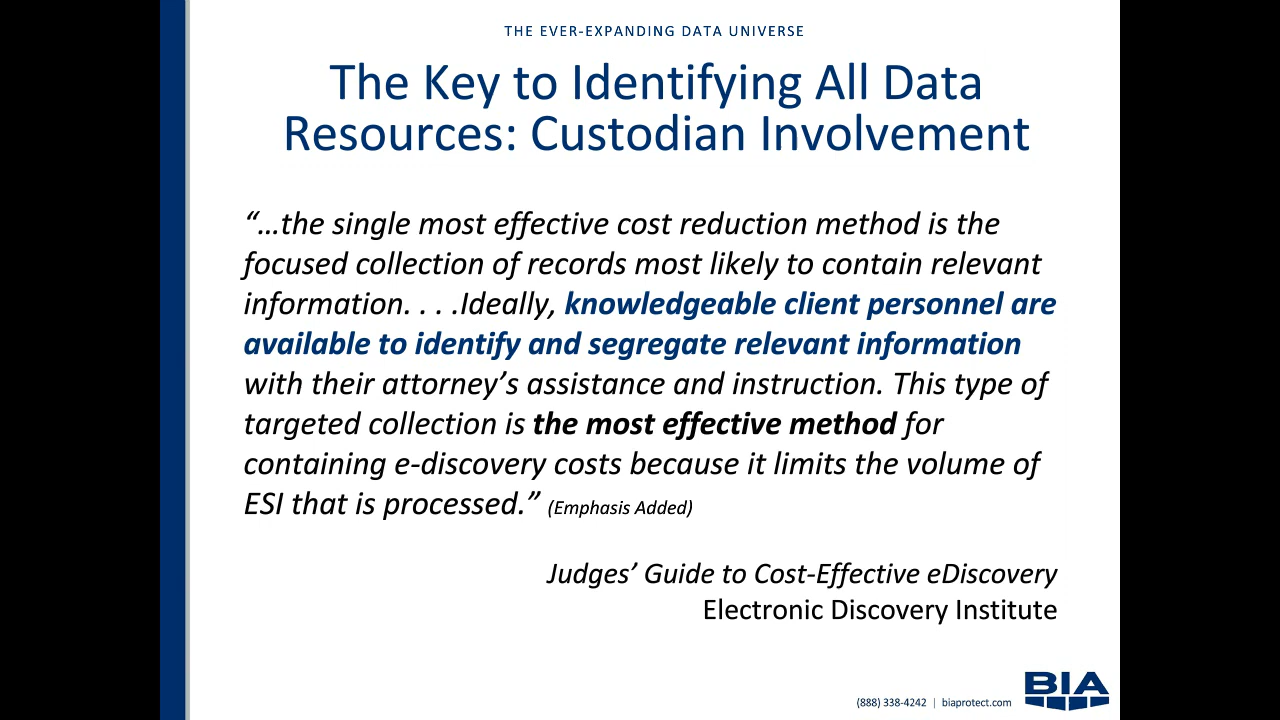 THE EVER-EXPANDING DATA UNIVERSE
The Key to Identifying All Data
Resources: Custodian Involvement
“…the single most effective cost reduction method is the
focused collection of records most likely to contain relevant
information. . . .Ideally, knowledgeable client personnel are
available to identify and segregate relevant information
with their attorney’s assistance and instruction. This type of
targeted collection is the most effective method for
containing e-discovery costs because it limits the volume of
ESI that is processed.” (Emphasis Added)
Judges’ Guide to Cost-Effective eDiscovery
Electronic Discovery Institute
(888) 338-4242 | biaprotect.com
BIA